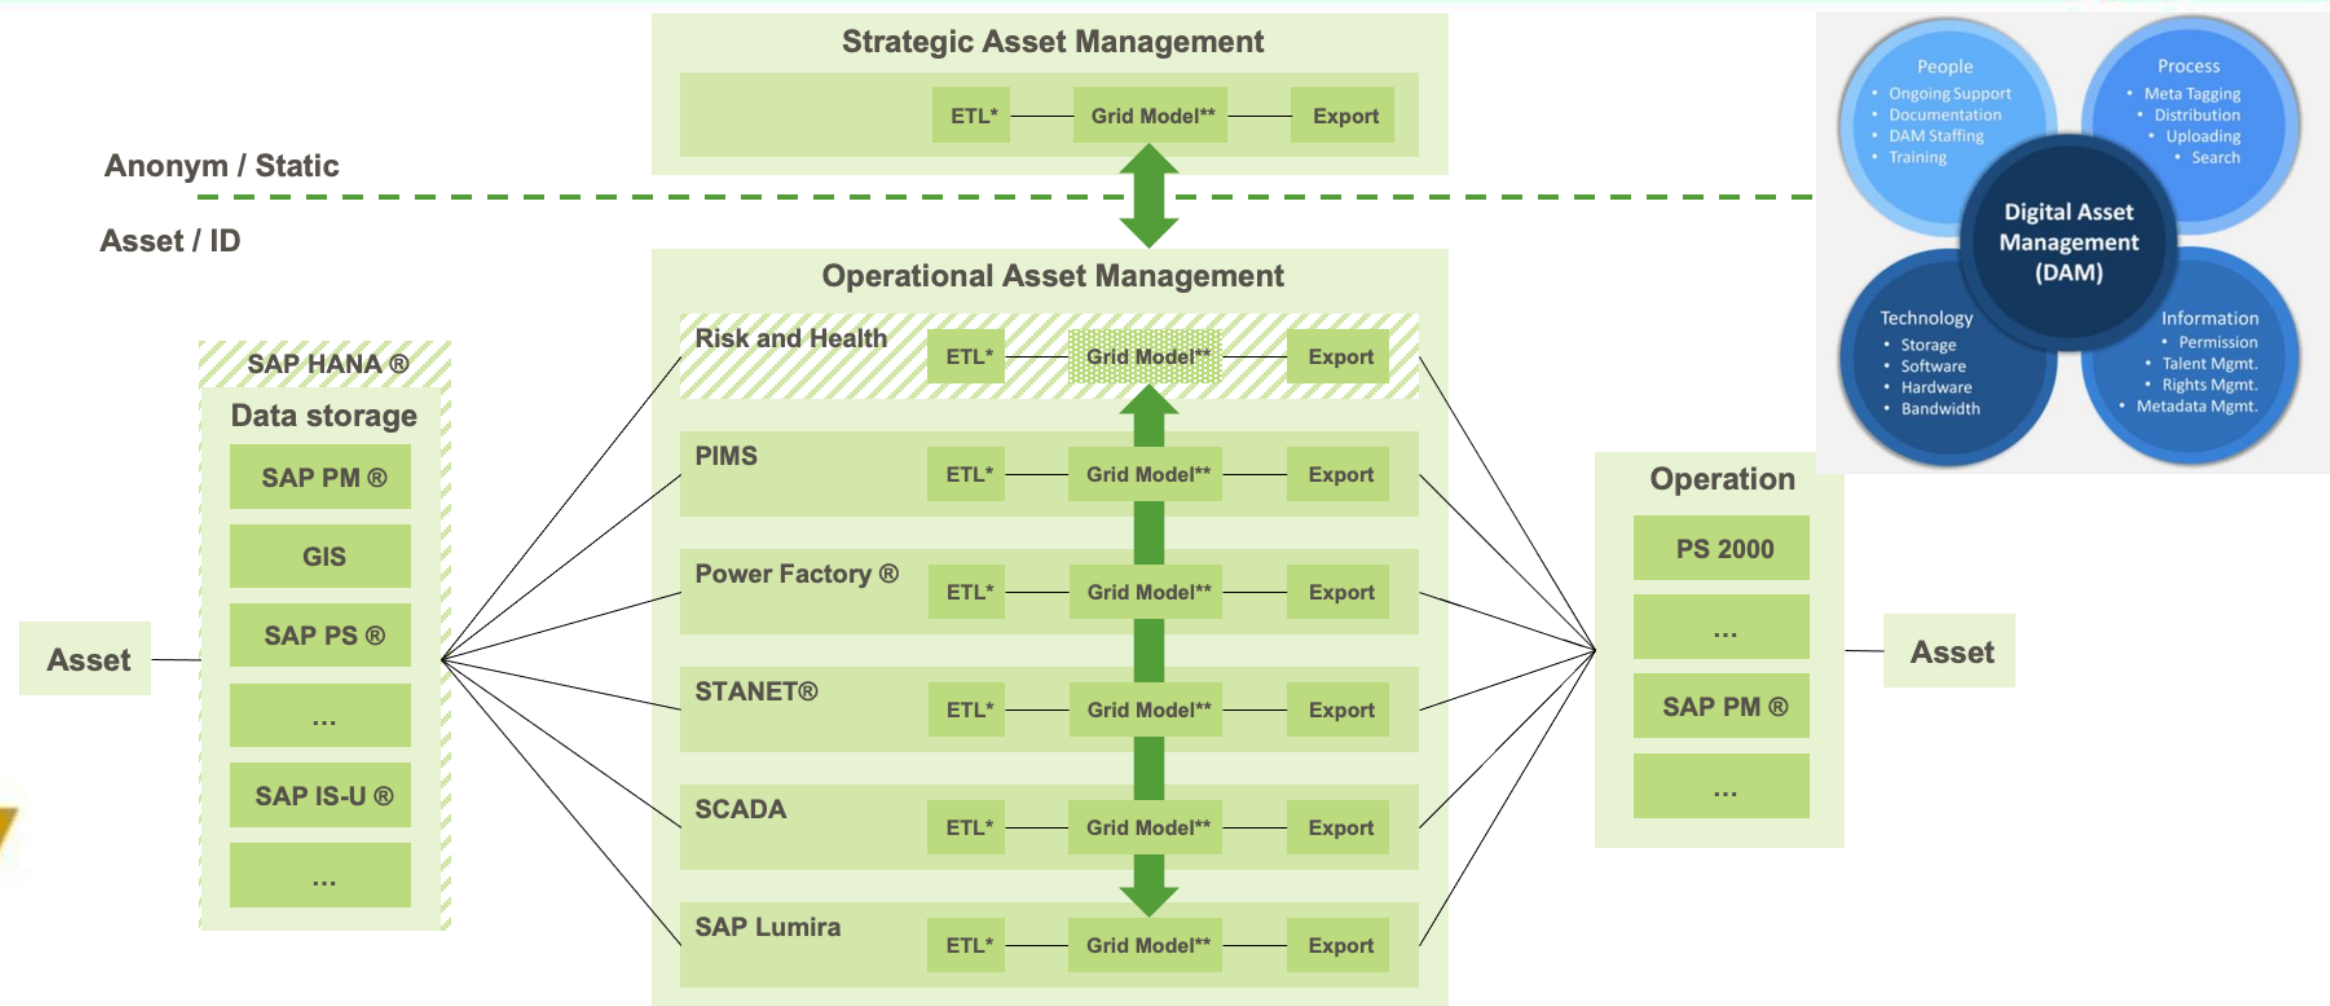 Strategic Asset Management
ETL* Grid Model** Export
Anonym / Static
Asset / ID
Operational Asset Management
Risk and Health
ETL* Grid Model** Export
PIMS
ETL* Grid Model** Export
Power Factory ®
ETL* Grid Model** Export
STANET®
ETL* Grid Model** Export
SCADA
ETL* Grid Model** Export
SAP Lumira
ETL* Grid Model** Export
SAP HANA ®
Data storage
SAP PM ®
GIS
SAP PS ®
...
SAP IS-U ®
...
Asset
Operation
PS 2000
...
SAP PM ®
...
Asset
People
• Ongoing Support
• Documentation
• DAM Staffing
• Training
Process
• Meta Tagging
• Distribution
• Uploading
• Search
Digital Asset
Management
(DAM)
Technology
• Storage
• Software
• Hardware
• Bandwidth
Information
• Permission
• Talent Mgmt.
• Rights Mgmt.
• Metadata Mgmt.